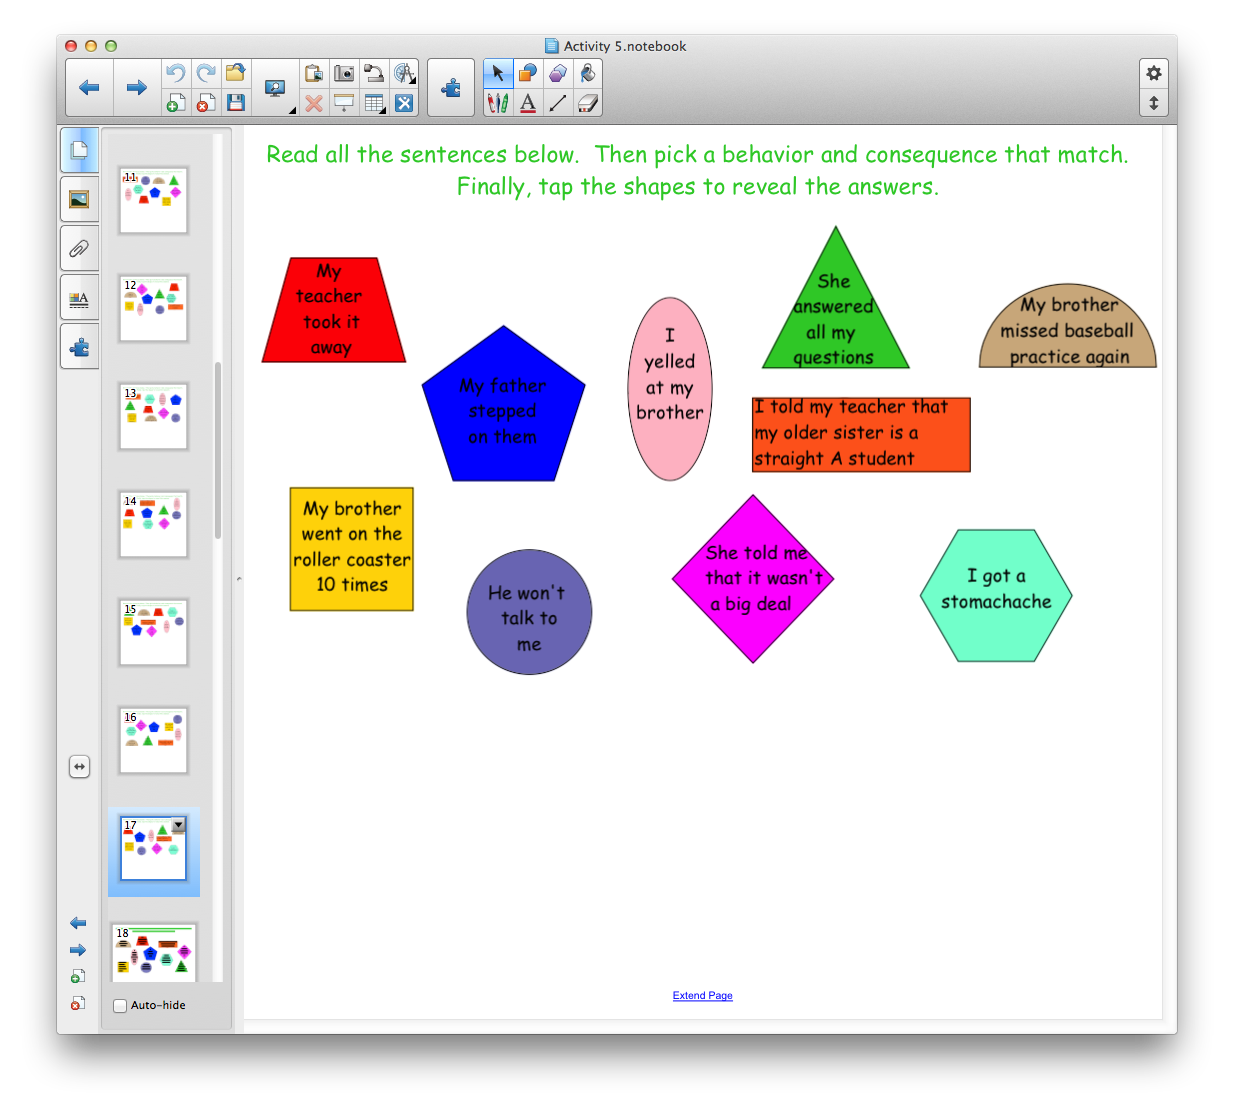 Activity 5.notebook
Read all the sentences below.  Then pick a behavior and consequence that match.
Finally, tap the shapes to reveal the answers.
My
teacher
took it
away
My father
stepped
on them
I
yelled
at my
brother
She
answered
all my
questions
My brother
missed baseball
practice again
I told my teacher that
my older sister is a
straight A student
My brother
went on the
roller coaster
10 times
He won't
talk to
me
She told me
that it wasn't
a big deal
I got a
stomachache
11
12
13
14
15
16
17
18
Auto-hide
Extend Page